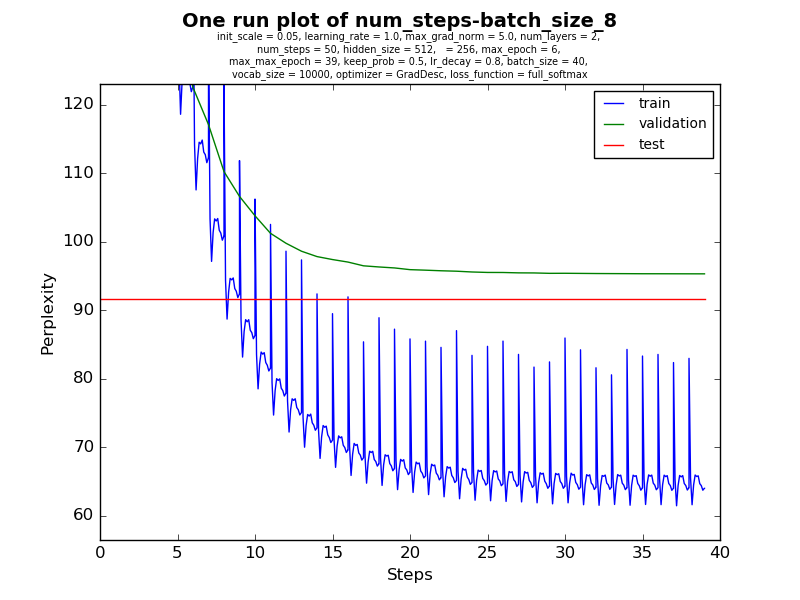 One run plot of num_steps-batch_size_8
init_scale = 0.05, learning_rate = 1.0, max_grad_norm = 5.0, num_layers = 2,
num_steps = 50, hidden_size = 512,   = 256, max_epoch = 6,
max_max_epoch = 39, keep_prob = 0.5, lr_decay = 0.8, batch_size = 40,
vocab_size = 10000, optimizer = GradDesc, loss_function = full_softmax
train
validation
test
120
110
100
90
80
70
60
Perplexity
0 5 10 15 20 25 30 35 40
Steps